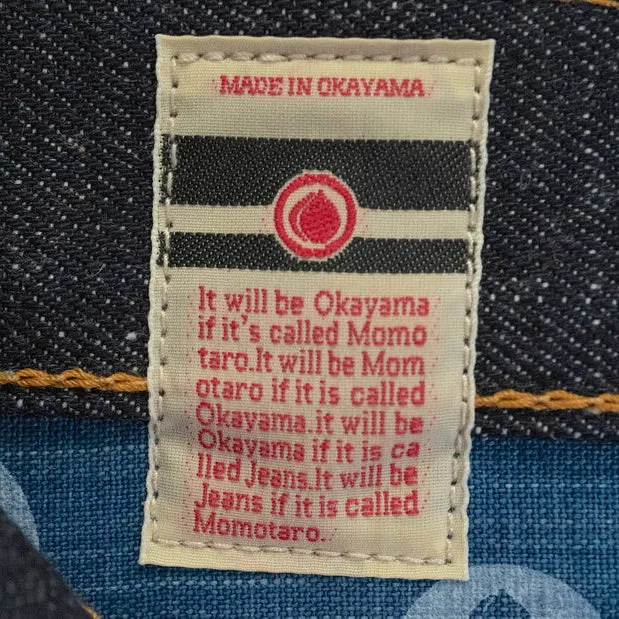 MADE IN OKAYAMA
It will be Okayama
if it's called Momo
taro.It will be Mom
otaro if it is called
Okayama.it will be
Okayama if it is ca
lled Jeans.It will be
Jeans if it is called
Momotaro.